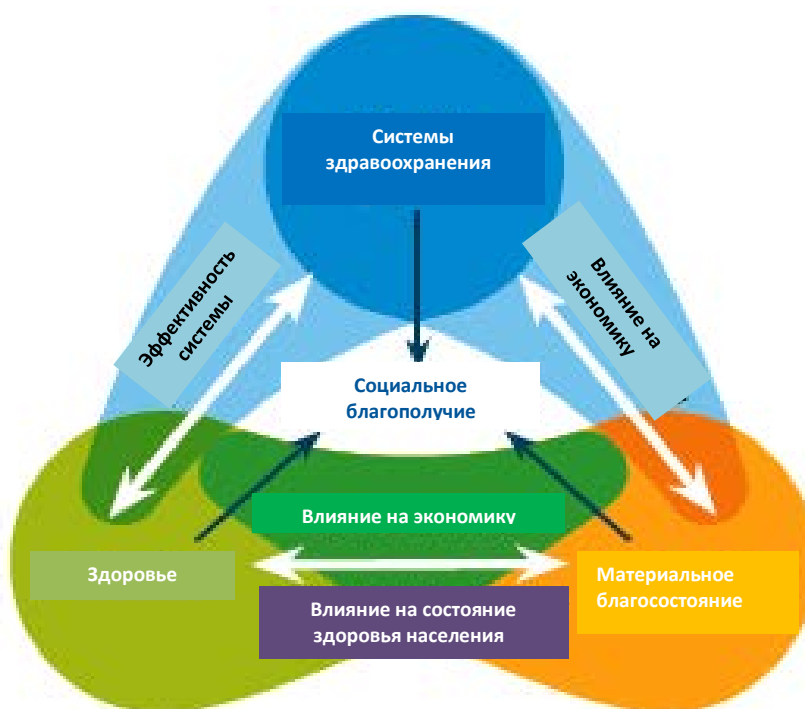 Системы
здравоохранения
Эффективность
системы
Влияние на
экономику
Социальное
благополучие
Влияние на экономику
Здоровье
Материальное
благосостояние
Влияние на состояние
здоровья населения